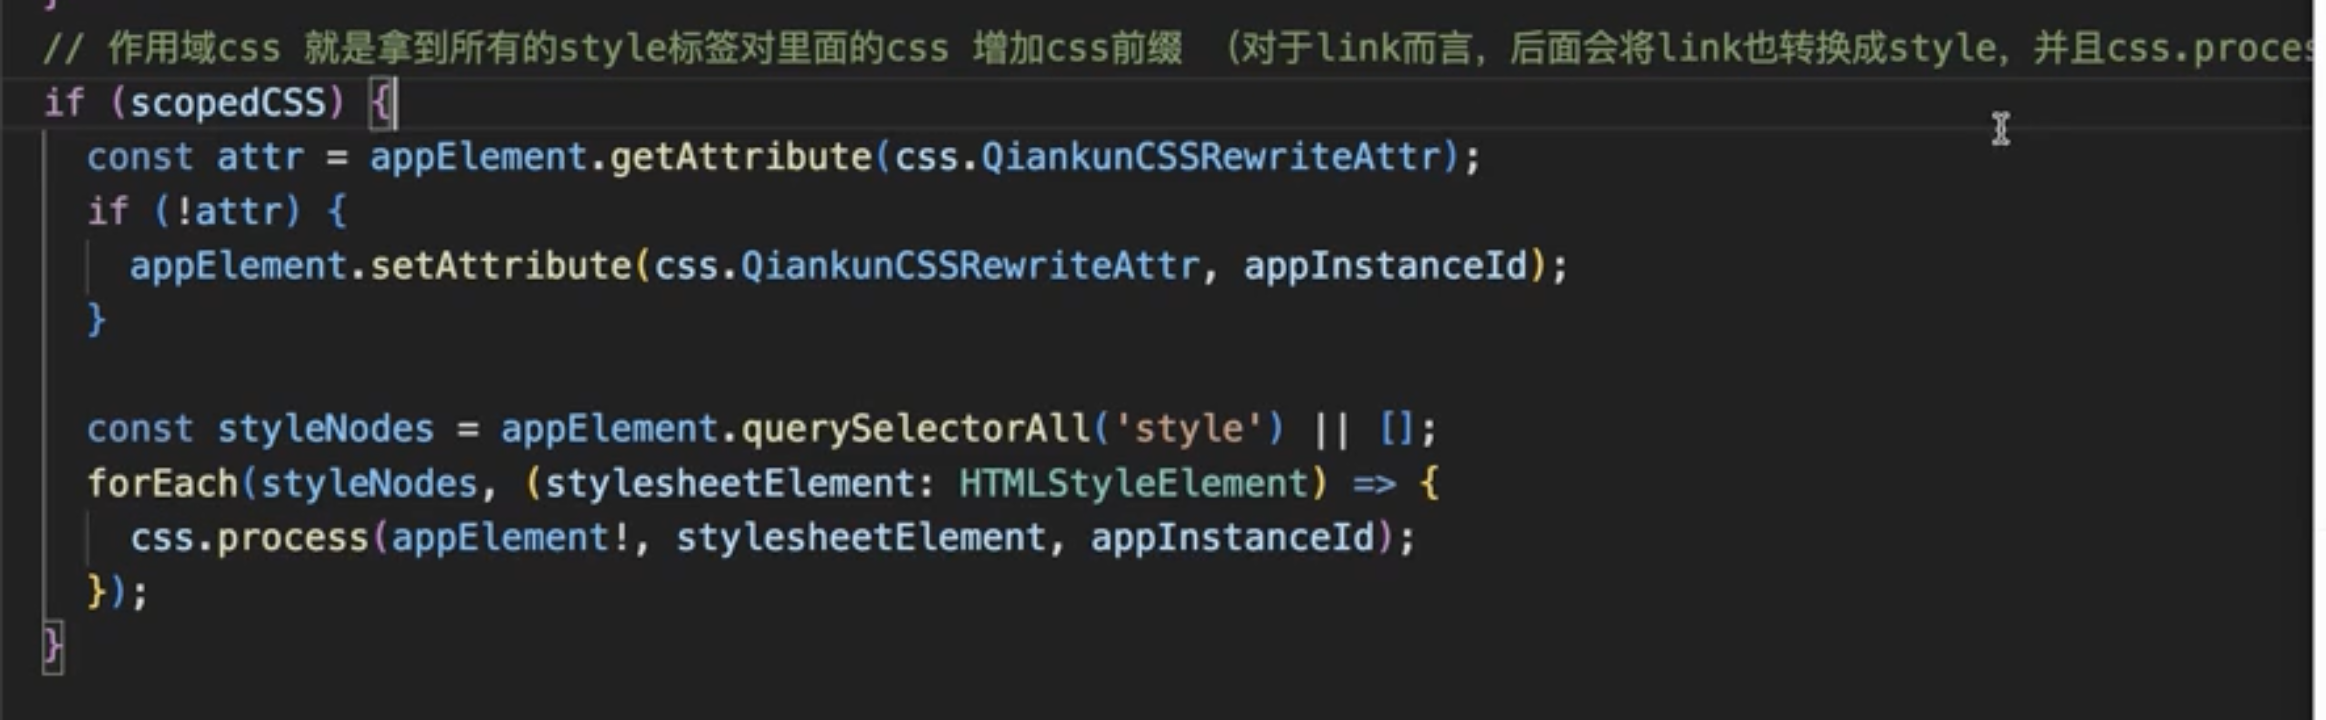 }
// 作用域css 就是拿到所有的style标签对里面的css 增加css前缀 （对于link而言，后面会将link也转换成style，并且css.proces
if (scopedCSS) {
const attr = appElement.getAttribute(css.QiankunCSSRewriteAttr);
if (!attr) {
appElement.setAttribute(css.QiankunCSSRewriteAttr, appInstanceId);
}
const styleNodes = appElement.querySelectorAll('style') || [];
forEach(styleNodes, (stylesheetElement: HTMLStyleElement) => {
css.process(appElement!, stylesheetElement, appInstanceId);
});
}